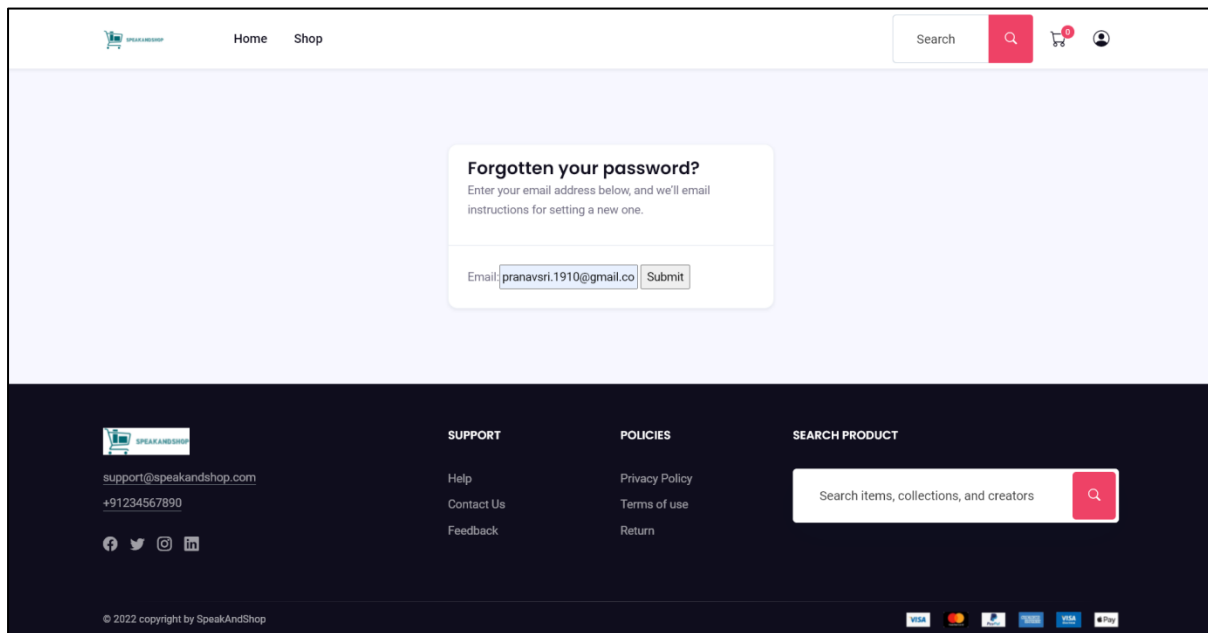 SPEAKANDSHOP
Home
Shop
Search
0
Forgotten your password?
Enter your email address below, and we'll email
instructions for setting a new one.
Email: pranavsri.1910@gmail.co Submit
SPEAKANDSHOP
support@speakandshop.com
+91234567890
SUPPORT
Help
Contact Us
Feedback
POLICIES
Privacy Policy
Terms of use
Return
SEARCH PRODUCT
Search items, collections, and creators
© 2022 copyright by SpeakAndShop
VISA
PayPal
VISA
Pay